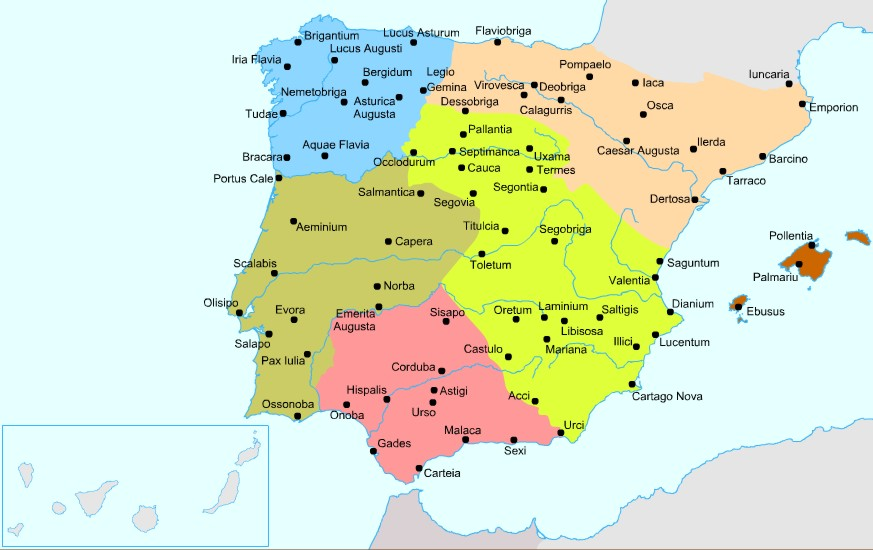 Brigantium
Lucus Asturum
Flaviobriga
Lucus Augusti
Iria Flavia
Pompaelo
Bergidum
Legio
Gemina
Virovesca
Deobriga
Iaca
Iuncaria
Nemetobriga
Asturica
Augusta
Dessobriga
Calagurris
Osca
Emporion
Tudae
Pallantia
Aquae Flavia
Caesar Augusta
Ilerda
Bracara
Occlodurum
Septimanca
Uxama
Barcino
Portus Cale
Cauca
Termes
Tarraco
Salmantica
Segovia
Segontia
Dertosa
Aeminium
Titulcia
Segobriga
Pollentia
Capera
Scalabis
Toletum
Saguntum
Palmariu
Norba
Valentia
Olisipo
Evora
Emerita
Augusta
Sisapo
Oretum
Laminium
Saltigis
Dianium
Ebusus
Libisosa
Salapo
Pax Iulia
Castulo
Mariana
Illici
Lucentum
Corduba
Hispalis
Astigi
Acci
Cartago Nova
Ossonoba
Onoba
Urso
Urci
Malaca
Gades
Sexi
Carteia